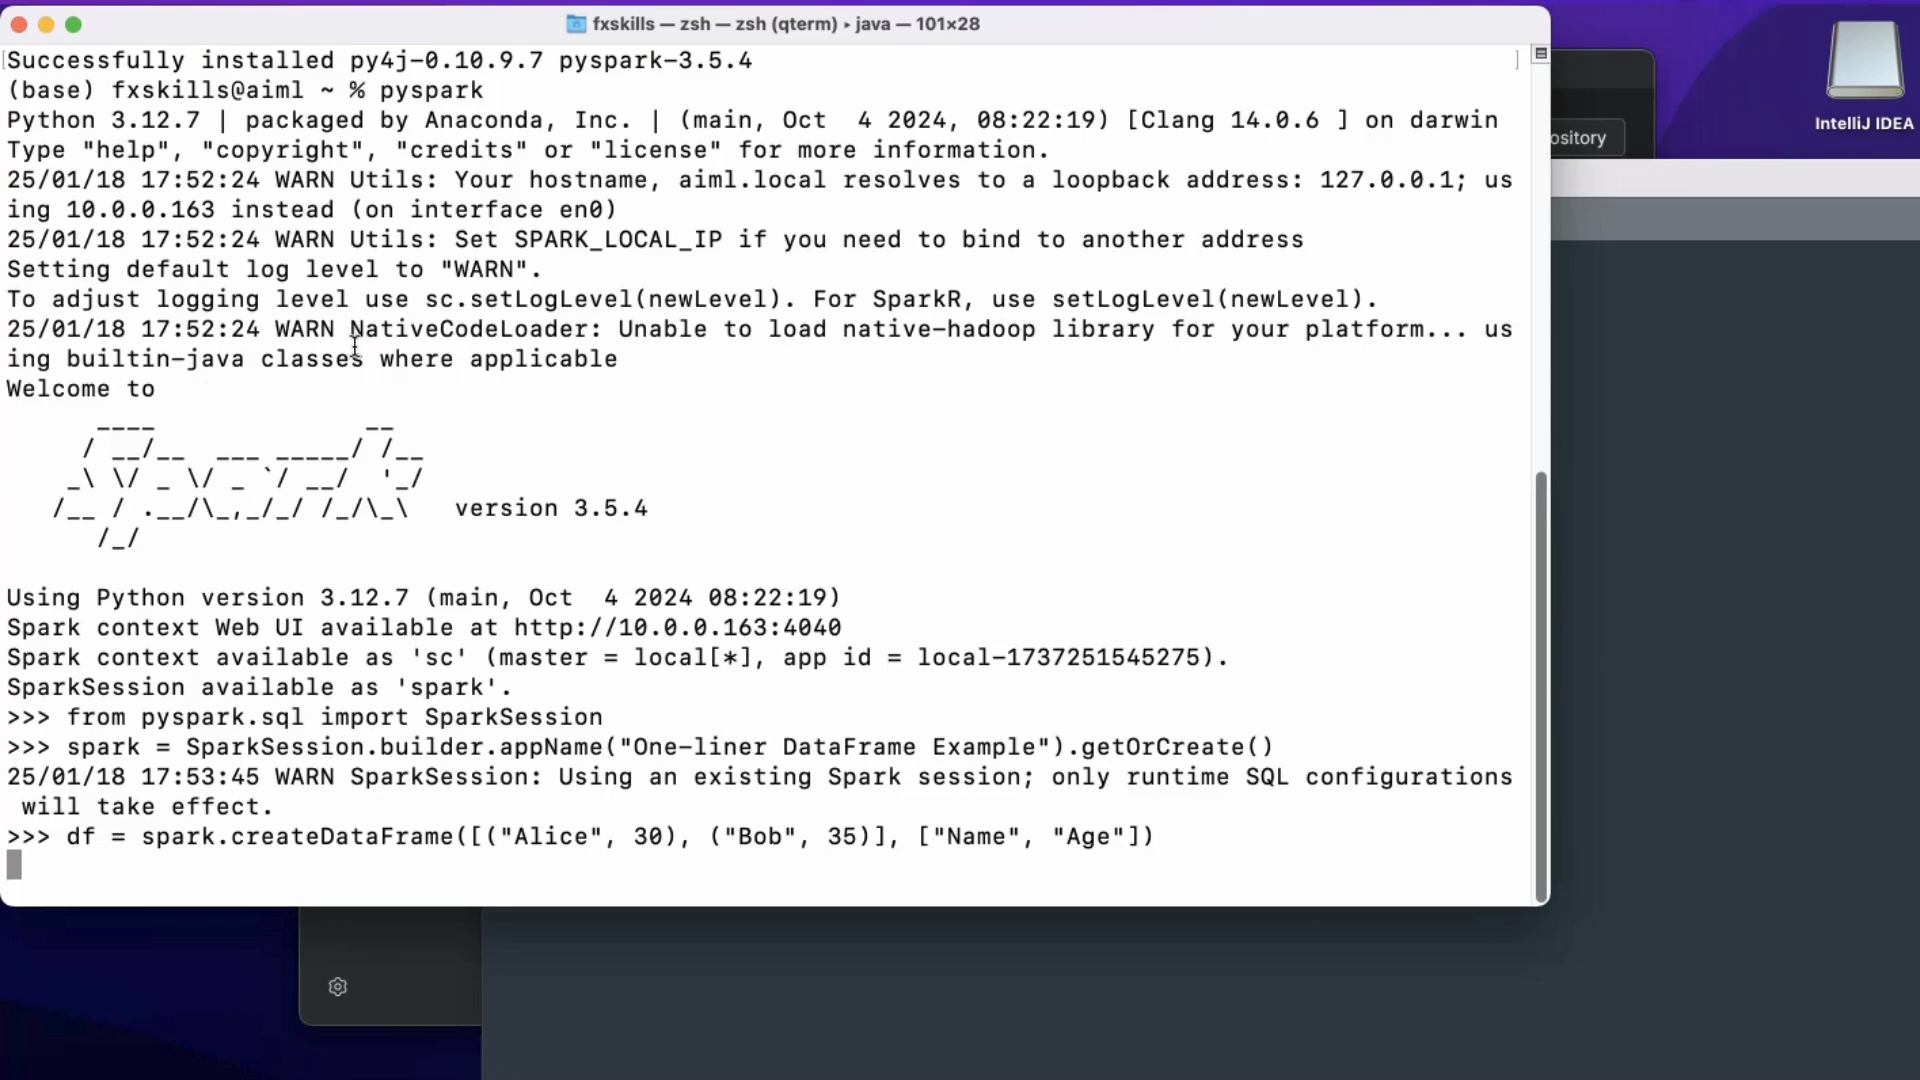 fxskills — zsh — zsh (qterm) ▸ java — 101×28
Successfully installed py4j-0.10.9.7 pyspark-3.5.4
(base) fxskills@aiml ~ % pyspark
Python 3.12.7 | packaged by Anaconda, Inc. | (main, Oct  4 2024, 08:22:19) [Clang 14.0.6 ] on darwin
Type "help", "copyright", "credits" or "license" for more information.
25/01/18 17:52:24 WARN Utils: Your hostname, aiml.local resolves to a loopback address: 127.0.0.1; us
ing 10.0.0.163 instead (on interface en0)
25/01/18 17:52:24 WARN Utils: Set SPARK_LOCAL_IP if you need to bind to another address
Setting default log level to "WARN".
To adjust logging level use sc.setLogLevel(newLevel). For SparkR, use setLogLevel(newLevel).
25/01/18 17:52:24 WARN NativeCodeLoader: Unable to load native-hadoop library for your platform... us
ing builtin-java classes where applicable
Welcome to
      ____              __
     / __/__  ___ _____/ /__
    _\ \/ _ \/ _ `/ __/  '_/
   /__ / .__/\_,_/_/ /_/\_\   version 3.5.4
      /_/
Using Python version 3.12.7 (main, Oct  4 2024 08:22:19)
Spark context Web UI available at http://10.0.0.163:4040
Spark context available as 'sc' (master = local[*], app id = local-1737251545275).
SparkSession available as 'spark'.
>>> from pyspark.sql import SparkSession
>>> spark = SparkSession.builder.appName("One-liner DataFrame Example").getOrCreate()
25/01/18 17:53:45 WARN SparkSession: Using an existing Spark session; only runtime SQL configurations
 will take effect.
>>> df = spark.createDataFrame([("Alice", 30), ("Bob", 35)], ["Name", "Age"])
IntelliJ IDEA
ository